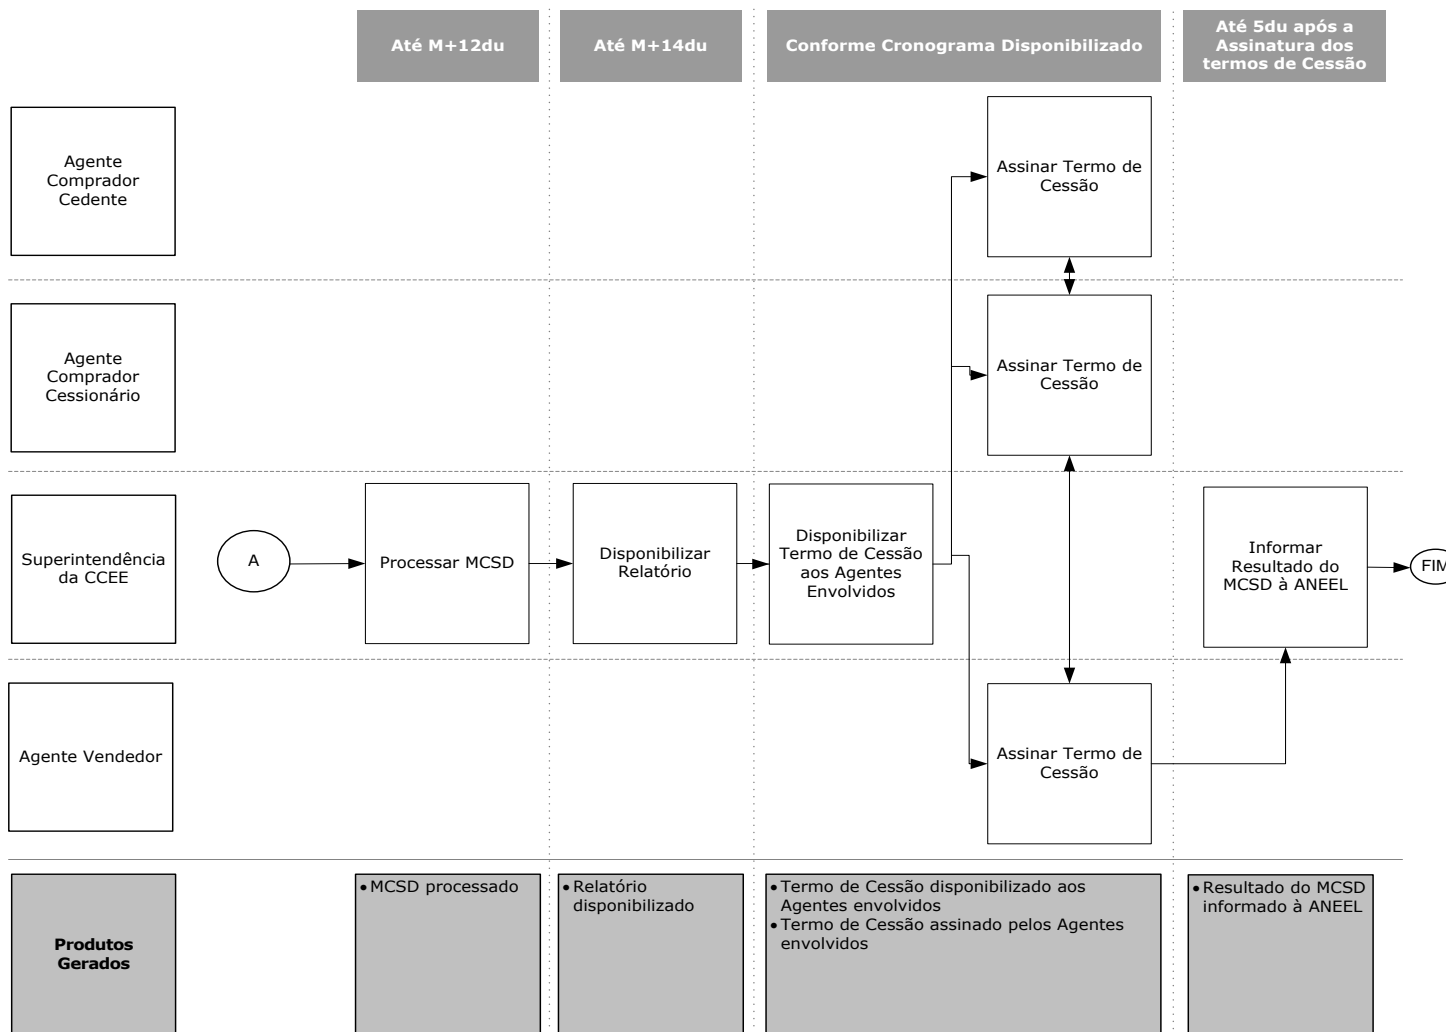 Até M+12du
Até M+14du
Conforme Cronograma Disponibilizado
Até 5du após a
Assinatura dos
termos de Cessão
Agente
Comprador
Cedente
Assinar Termo de
Cessão
Agente
Comprador
Cessionário
Assinar Termo de
Cessão
Superintendência
da CCEE
A
Processar MCSD
Disponibilizar
Relatório
Disponibilizar
Termo de Cessão
aos Agentes
Envolvidos
Informar
Resultado do
MCSD à ANEEL
FIM
Agente Vendedor
Assinar Termo de
Cessão
Produtos
Gerados
• MCSD processado
• Relatório
disponibilizado
• Termo de Cessão disponibilizado aos
Agentes envolvidos
• Termo de Cessão assinado pelos Agentes
envolvidos
• Resultado do MCSD
informado à ANEEL